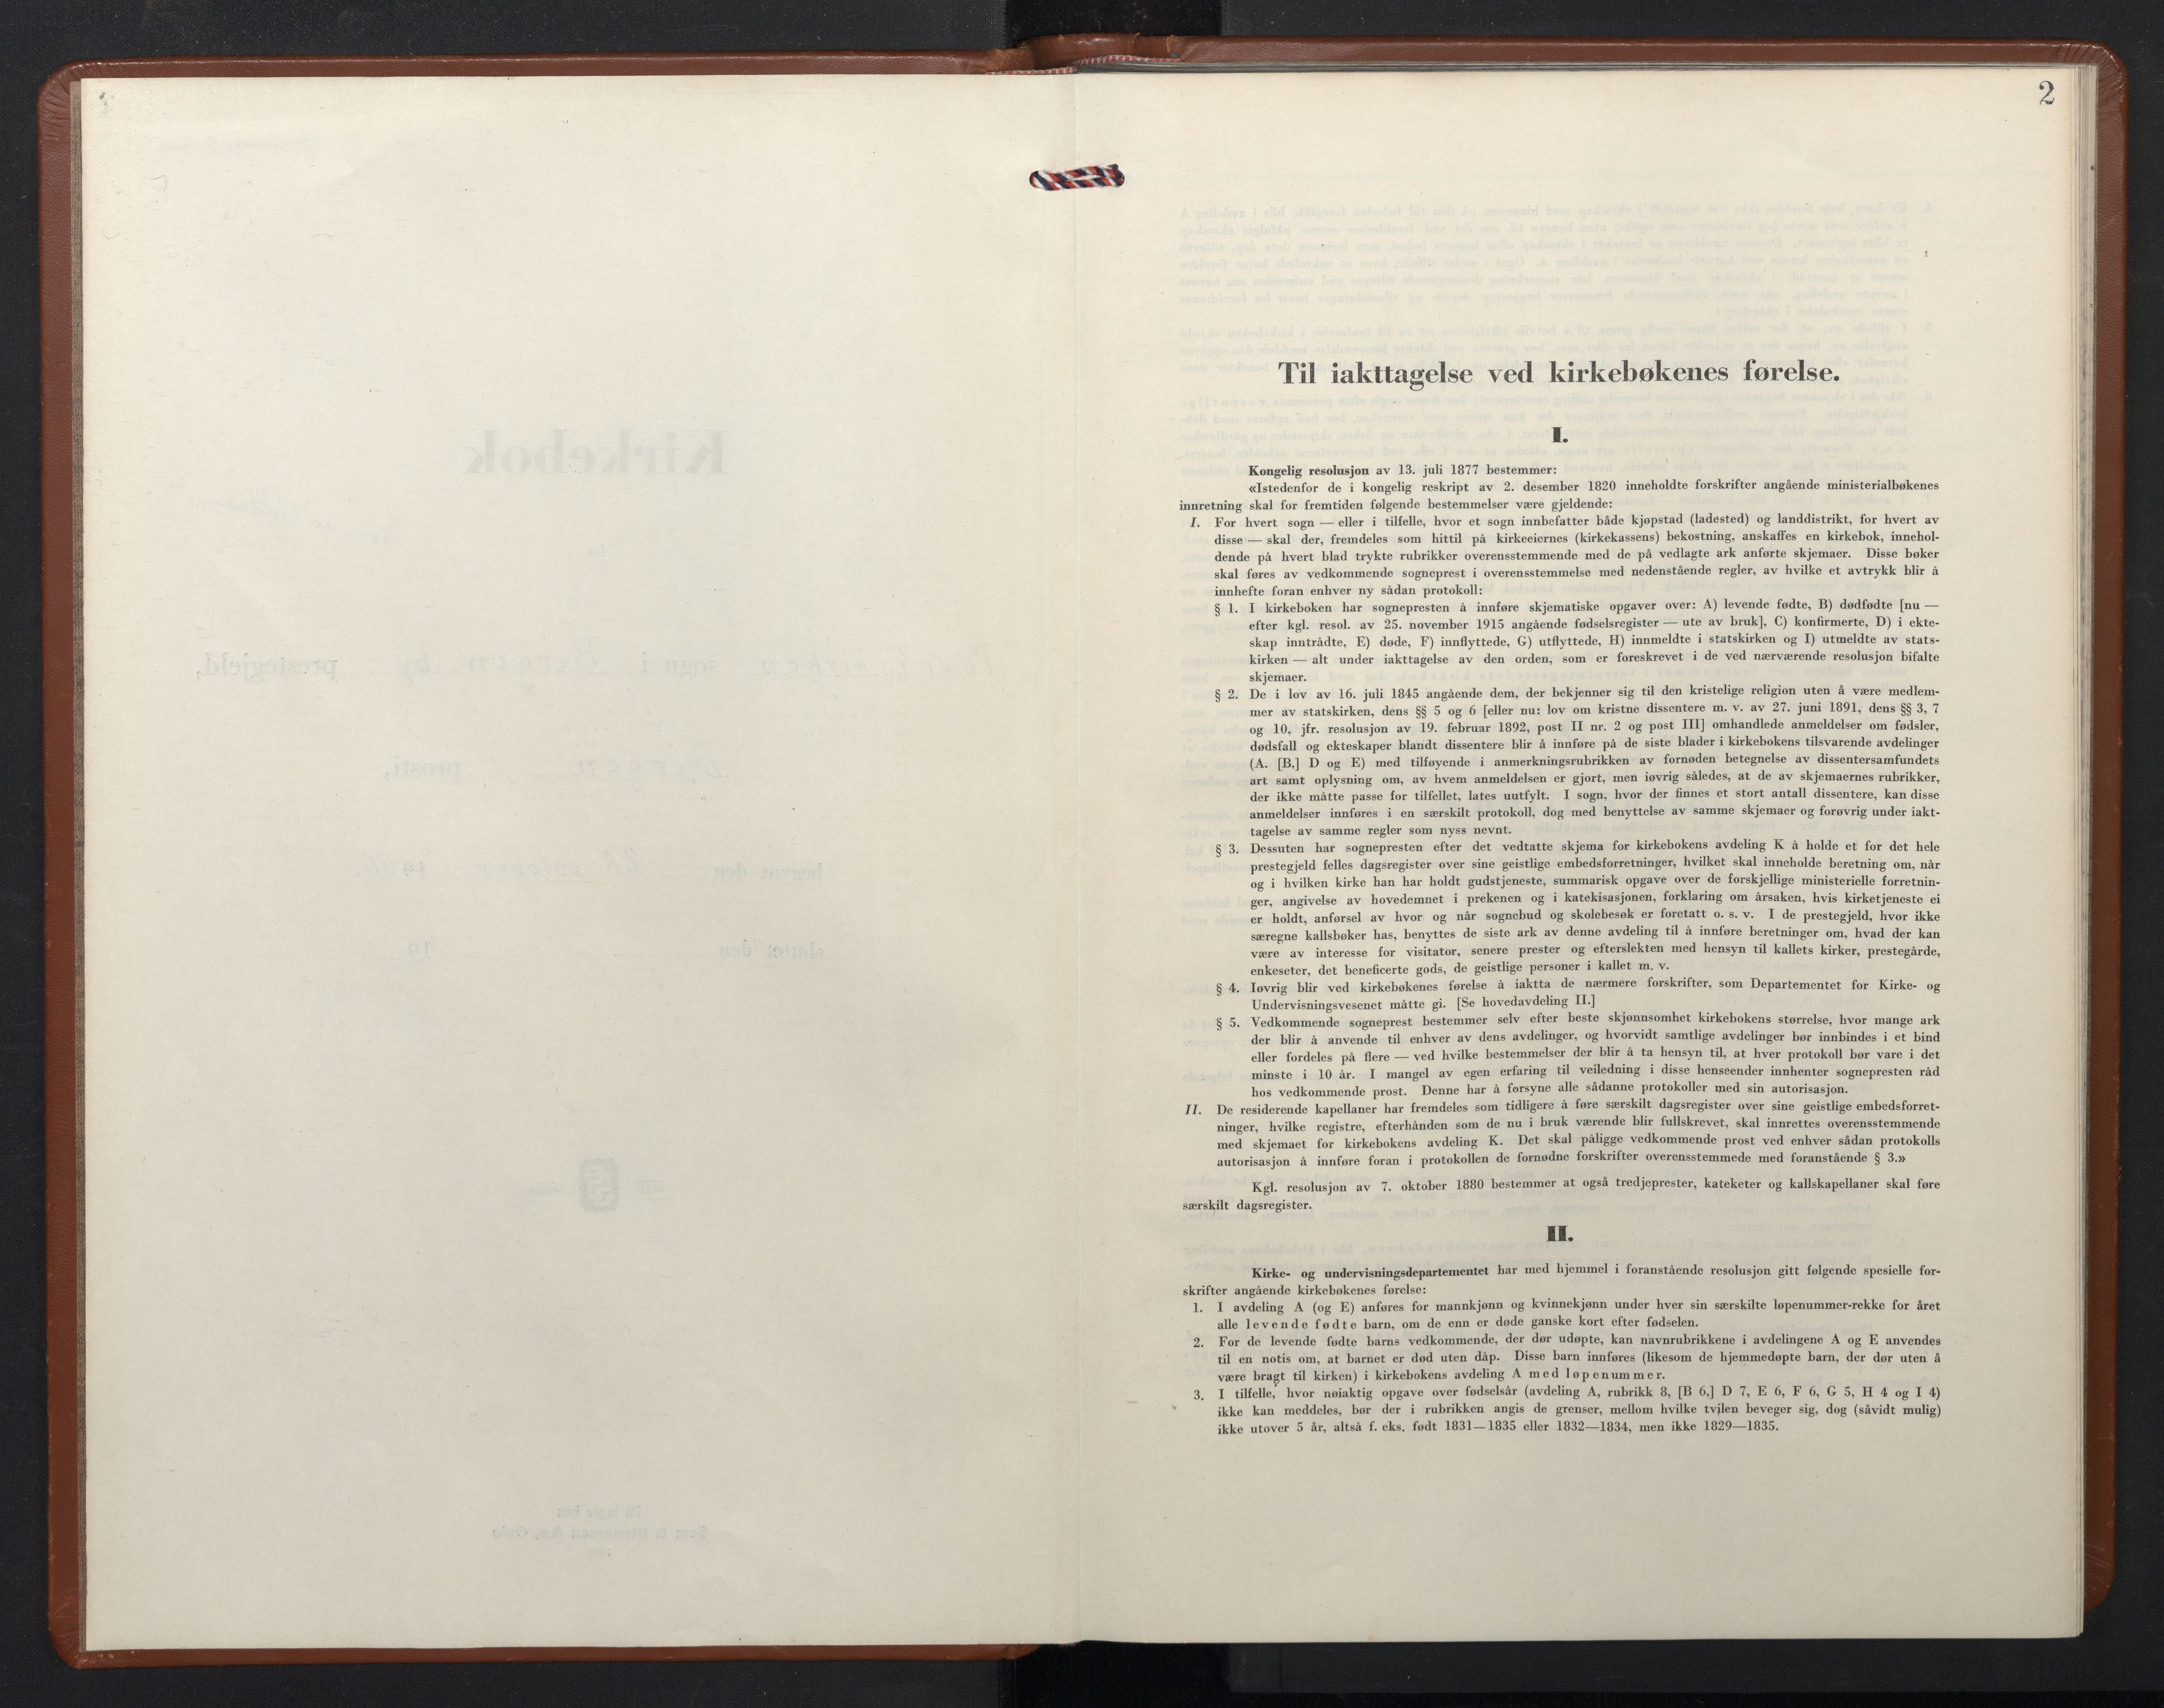 2
Til iakttagelse ved kirkebøkenes førelse.
I.
Kongelig resolusjon av 13. juli 1877 bestemmer:
«Istedenfor de i kongelig reskript av 2. desember 1820 inneholdte forskrifter angående ministerialbøkenes
innretning skal for fremtiden følgende bestemmelser være gjeldende:
I. For hvert sogn — eller i tilfelle, hvor et sogn innbefatter både kjøpstad (ladested) og landdistrikt, for hvert av
disse — skal der, fremdeles som hittil på kirkeeiernes (kirkekassens) bekostning, anskaffes en kirkebok, innehol-
dende på hvert blad trykte rubrikker overensstemmende med de på vedlagte ark anførte skjemaer. Disse bøker
skal føres av vedkommende sogneprest i overensstemmelse med nedenstående regler, av hvilke et avtrykk blir å
innhefte foran enhver ny sådan protokoll:
§ 1. I kirkeboken har sognepresten å innføre skjematiske opgaver over: A) levende fødte, B) dødfødte [nu —
efter kgl. resol. av 25. november 1915 angående fødselsregister — ute av bruk], C) konfirmerte, D) i ekte-
skap inntrådte, E) døde, F) innflyttede, G) utflyttede, H) innmeldte i statskirken og I) utmeldte av stats-
kirken — alt under iakttagelse av den orden, som er foreskrevet i de ved nærværende resolusjon bifalte
skjemaer.
§ 2. De i lov av 16. juli 1845 angående dem, der bekjenner sig til den kristelige religion uten å være medlem-
mer av statskirken, dens §§ 5 og 6 [eller nu: lov om kristne dissentere m. v. av 27. juni 1891, dens §§ 3, 7
og 10, jfr. resolusjon av 19. februar 1892, post II nr. 2 og post III] omhandlede anmeldelser om fødsler,
dødsfall og ekteskaper blandt dissentere blir å innføre på de siste blader i kirkebokens tilsvarende avdelinger
(A. [B,] D og E) med tilføyende i anmerkningsrubrikken av fornøden betegnelse av dissentersamfundets
art samt oplysning om, av hvem anmeldelsen er gjort, men iøvrig således, at de av skjemaernes rubrikker,
der ikke måtte passe for tilfellet, lates uutfylt. I sogn, hvor der finnes et stort antall dissentere, kan disse
anmeldelser innføres i en særskilt protokoll, dog med benyttelse av samme skjemaer og forøvrig under iakt-
tagelse av samme regler som nyss nevnt.
§ 3. Dessuten har sognepresten efter det vedtatte skjema for kirkebokens avdeling K å holde et for det hele
prestegjeld felles dagsregister over sine geistlige embedsforretninger, hvilket skal inneholde beretning om, når
og i hvilken kirke han har holdt gudstjeneste, summarisk opgave over de forskjellige ministerielle forretnin-
ger, angivelse av hovedemnet i prekenen og i katekisasjonen, forklaring om årsaken, hvis kirketjeneste ei
er holdt, anførsel av hvor og når sognebud og skolebesøk er foretatt o. s. v. I de prestegjeld, hvor ikke
særegne kallsbøker has, benyttes de siste ark av denne avdeling til å innføre beretninger om, hvad der kan
være av interesse for visitator, senere prester og efterslekten med hensyn til kallets kirker, prestegårde,
enkeseter, det beneficerte gods, de geistlige personer i kallet m. v.
§ 4. Iøvrig blir ved kirkebøkenes førelse å iaktta de nærmere forskrifter, som Departementet for Kirke- og
Undervisningsvesenet måtte gi. [Se hovedavdeling II.]
§ 5. Vedkommende sogneprest bestemmer selv efter beste skjønnsomhet kirkebokens størrelse, hvor mange ark
der blir å anvende til enhver av dens avdelinger, og hvorvidt samtlige avdelinger bør innbindes i et bind
eller fordeles på flere — ved hvilke bestemmelser der blir å ta hensyn til, at hver protokoll bør vare i det
minste i 10 år. I mangel av egen erfaring til veiledning i disse henseender innhenter sognepresten råd
hos vedkommende prost. Denne har å forsyne alle sådanne protokoller med sin autorisasjon.
II. De residerende kapellaner har fremdeles som tidligere å føre særskilt dagsregister over sine geistlige embedsforret-
ninger, hvilke registre, efterhånden som de nu i bruk værende blir fullskrevet, skal innrettes overensstemmende
med skjemaet for kirkebokens avdeling K. Det skal påligge vedkommende prost ved enhver sådan protokolls
autorisasjon å innføre foran i protokollen de fornødne forskrifter overensstemmede med foranstående § 3.»
Kgl. resolusjon av 7. oktober 1880 bestemmer at også tredjeprester, kateketer og kallskapellaner skal føre
særskilt dagsregister.
II.
Kirke- og undervisningsdepartementet har med hjemmel i foranstående resolusjon gitt følgende spesielle for-
skrifter angående kirkebøkenes førelse:
1. I avdeling A (og E) anføres for mannkjønn og kvinnekjønn under hver sin særskilte løpenummer-rekke for året
alle levende fødte barn, om de enn er døde ganske kort efter fødselen.
2. For de levende fødte barns vedkommende, der dør udøpte, kan navnrubrikkene i avdelingene A og E anvendes
til en notis om, at barnet er død uten dåp. Disse barn innføres (likesom de hjemmedøpte barn, der dør uten å
være bragt til kirken) i kirkebokens avdeling A med løpenummer.
3. I tilfelle, hvor nøiaktig opgave over fødselsår (avdeling A, rubrikk 8, [B 6,] D 7, E 6, F 6, G 5, H 4 og I 4)
ikke kan meddeles, bør der i rubrikken angis de grenser, mellom hvilke tvilen beveger sig, dog (såvidt mulig)
ikke utover 5 år, altså f. eks. født 1831—1835 eller 1832—1834, men ikke 1829—1835.